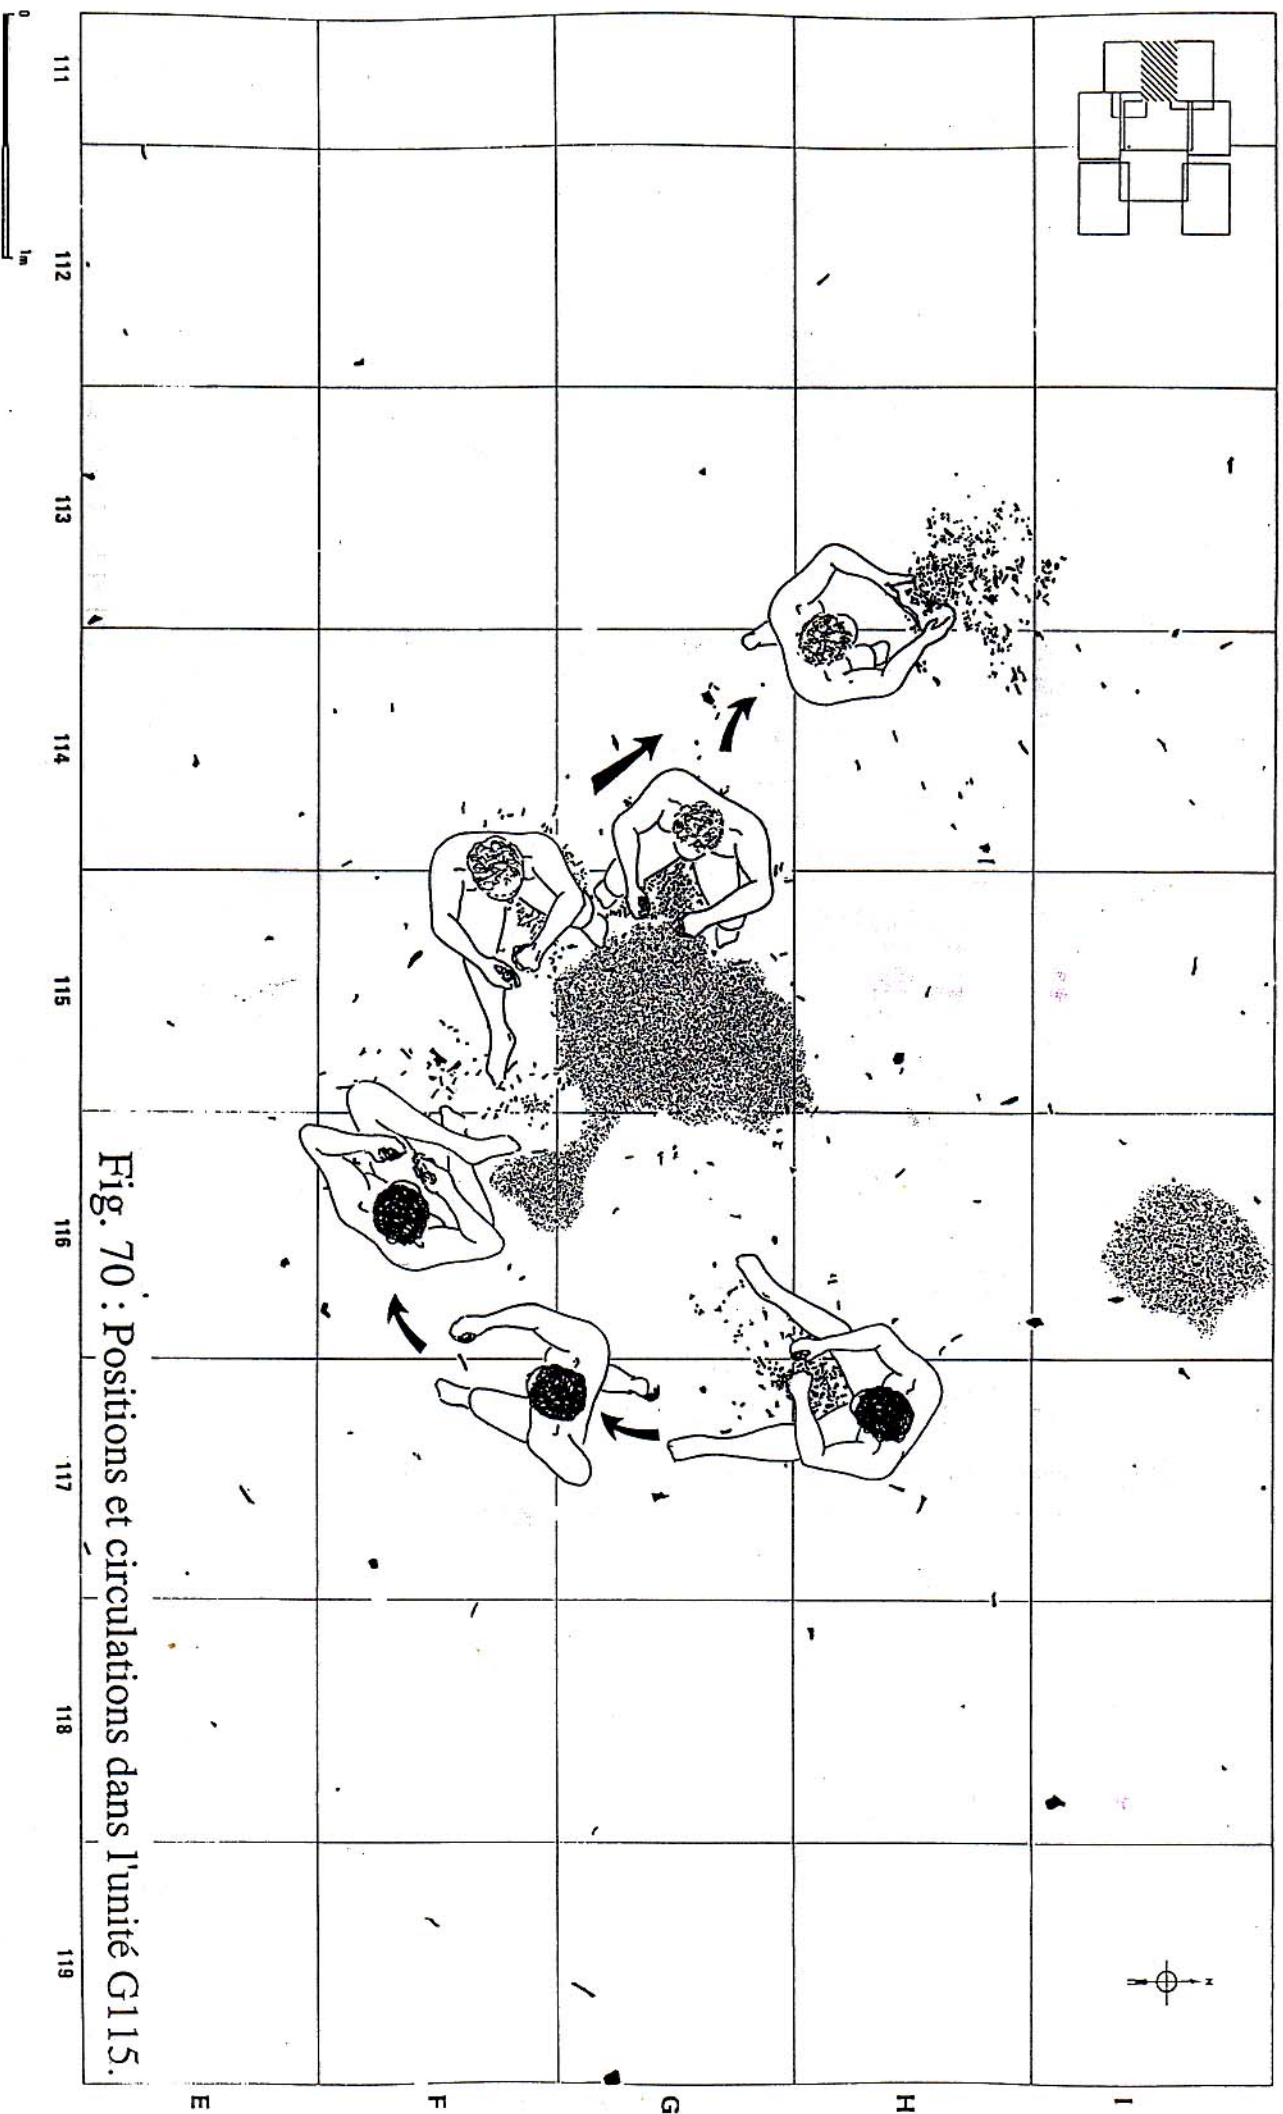 I
H
G
F
E
111
112
113
114
115
116
117
118
119
N
0
1m
Fig. 70 : Positions et circulations dans l'unité G115.